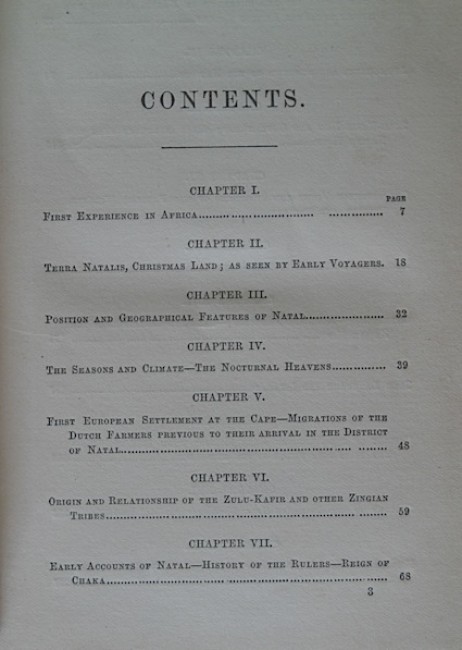 CONTENTS.
CHAPTER I.
PAGE
First Experience in Africa................................ ............... 7
CHAPTER II.
Terra Natalis, Christmas Land; as seen by Early Voyagers. 18
CHAPTER III.
Position and Geographical Features of Natal..................... 32
CHAPTER IV.
The Seasons and Climate—The Nocturnal Heavens............... 39
CHAPTER V.
First European Settlement at the Cape—Migrations of the
Dutch Farmers previous to their arrival in the District
of Natal.......................................................... .... ......... 48
CHAPTER VI.
Origin and Relationship of the Zulu-Kafir and other Zingian
Tribes.............................................................. ......... 59
CHAPTER VII.
Early Accounts of Natal—History of the Rulers—Reign of
Chaka.................................................................. ...... 68
3